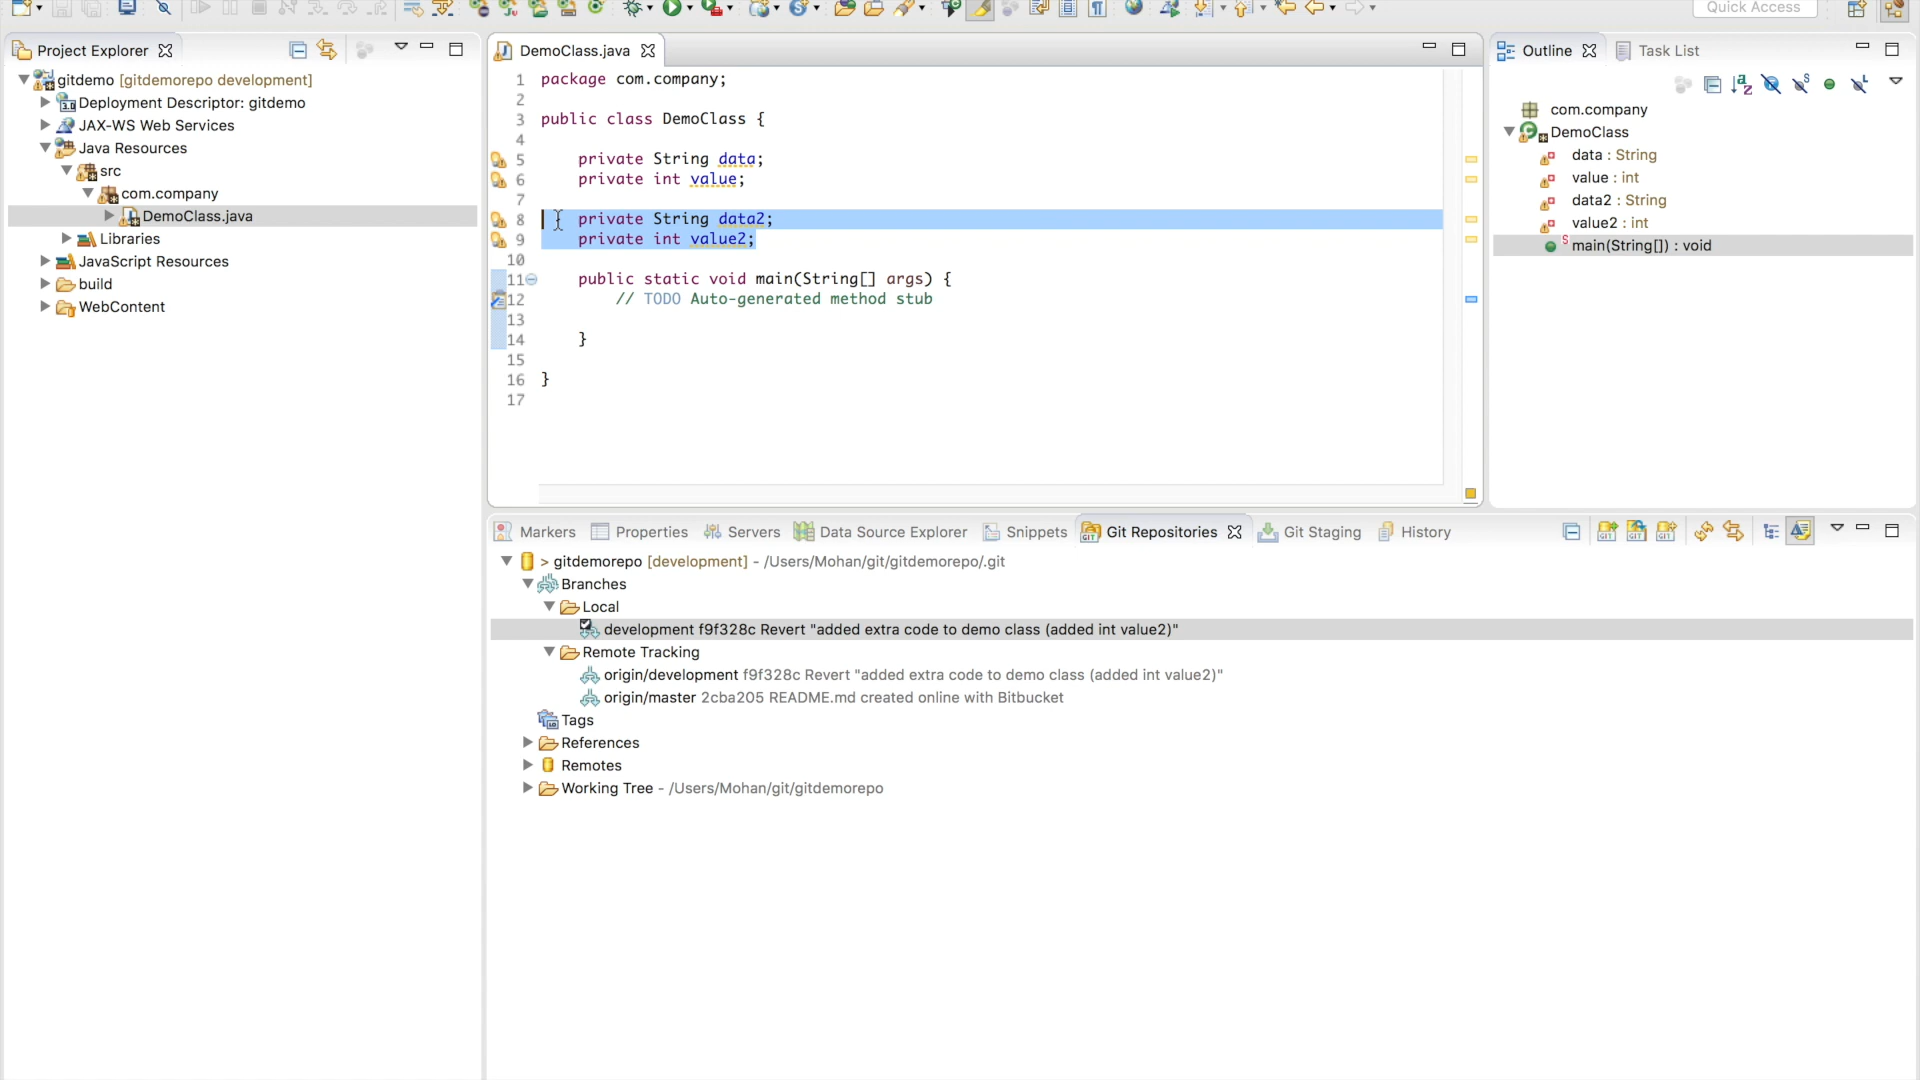 Quick Access
Project Explorer
gitdemo [gitdemorepo development]
Deployment Descriptor: gitdemo
JAX-WS Web Services
Java Resources
src
com.company
DemoClass.java
Libraries
JavaScript Resources
build
WebContent
DemoClass.java
1 package com.company;
2
3 public class DemoClass {
4
5 private String data;
6 private int value;
7
8 private String data2;
9 private int value2;
10
11 public static void main(String[] args) {
12 // TODO Auto-generated method stub
13
14 }
15
16 }
17
Outline
Task List
com.company
DemoClass
data : String
value : int
data2 : String
value2 : int
main(String[]) : void
Markers
Properties
Servers
Data Source Explorer
Snippets
Git Repositories
Git Staging
History
> gitdemorepo [development] - /Users/Mohan/git/gitdemorepo/.git
Branches
Local
development f9f328c Revert "added extra code to demo class (added int value2)"
Remote Tracking
origin/development f9f328c Revert "added extra code to demo class (added int value2)"
origin/master 2cba205 README.md created online with Bitbucket
Tags
References
Remotes
Working Tree - /Users/Mohan/git/gitdemorepo